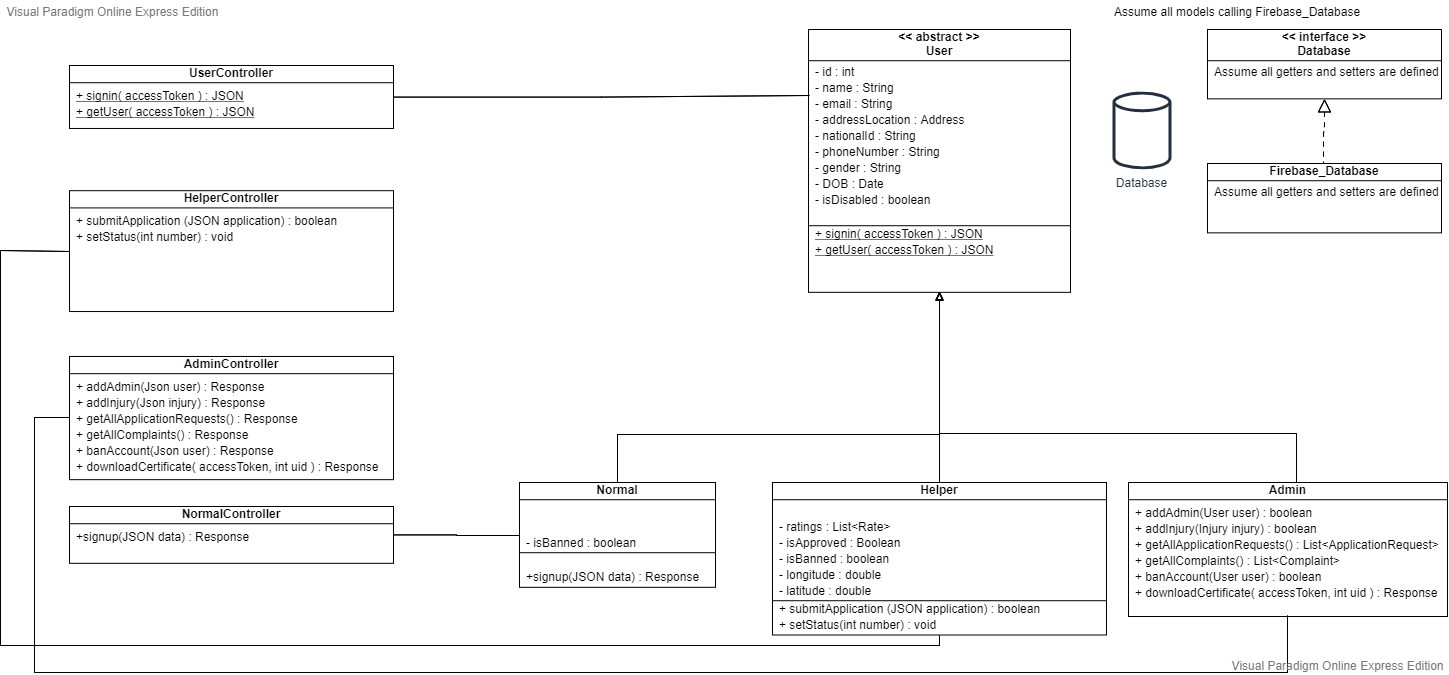 Visual Paradigm Online Express Edition
Assume all models calling Firebase_Database
UserController
+ signin( accessToken ) : JSON
+ getUser( accessToken ) : JSON
<< abstract >>
User
- id : int
- name : String
- email : String
- addressLocation : Address
- nationalId : String
- phoneNumber : String
- gender : String
- DOB : Date
- isDisabled : boolean
+ signin( accessToken ) : JSON
+ getUser( accessToken ) : JSON
<< interface >>
Database
Assume all getters and setters are defined
Database
Firebase_Database
Assume all getters and setters are defined
HelperController
+ submitApplication (JSON application) : boolean
+ setStatus(int number) : void
AdminController
+ addAdmin(Json user) : Response
+ addInjury(Json injury) : Response
+ getAllApplicationRequests() : Response
+ getAllComplaints() : Response
+ banAccount(Json user) : Response
+ downloadCertificate( accessToken, int uid ) : Response
NormalController
+signup(JSON data) : Response
Normal
- isBanned : boolean
+signup(JSON data) : Response
Helper
- ratings : List<Rate>
- isApproved : Boolean
- isBanned : boolean
- longitude : double
- latitude : double
+ submitApplication (JSON application) : boolean
+ setStatus(int number) : void
Admin
+ addAdmin(User user) : boolean
+ addInjury(Injury injury) : boolean
+ getAllApplicationRequests() : List<ApplicationRequest>
+ getAllComplaints() : List<Complaint>
+ banAccount(User user) : boolean
+ downloadCertificate( accessToken, int uid ) : Response
Visual Paradigm Online Express Edition